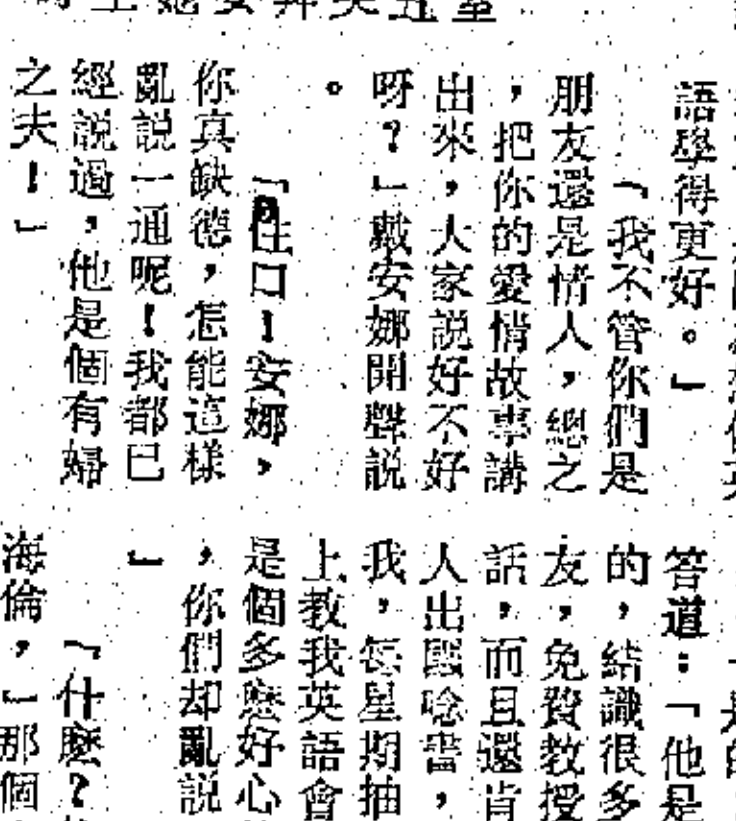 語學得更好。」
「我不管你們是
朋友還是情人，總之
，把你的愛情故事講
出來，大家說好不好
呀？」戴安娜開聲說
。
「住口！安娜，
你真缺德，怎能這樣
亂說一通呢！我都已
經說過，他是個有婦
之夫！」
答道：「他是
的，結識很多
友，免費教授
話，而且還肯
人出嚟唸書，
我，每星期抽
上教我英語會
是個多麼好心
，你們却亂說
」
「什麼？
海倫，」那個